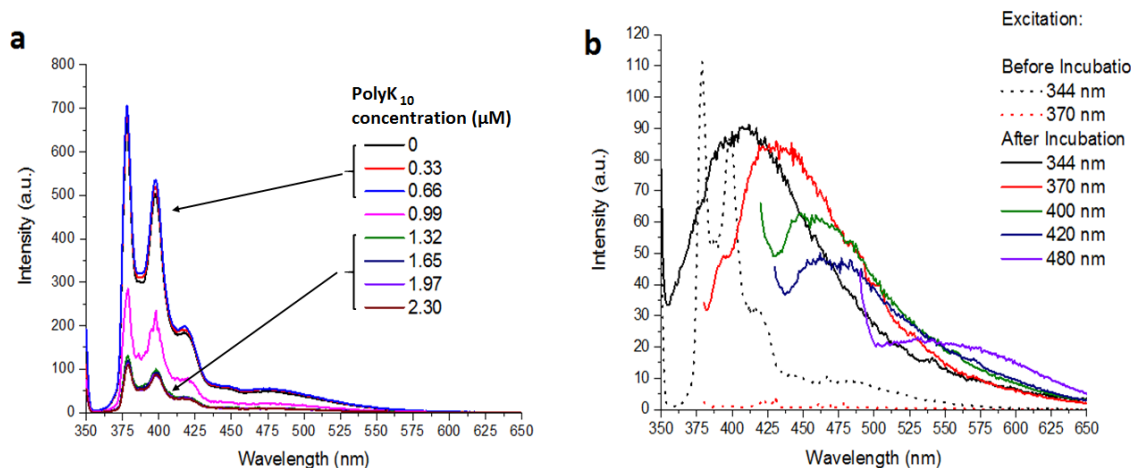 a
PolyK10
concentration (μM)
0
0.33
0.66
0.99
1.32
1.65
1.97
2.30
800
700
600
500
400
300
200
100
0
Intensity (a.u.)
350 375 400 425 450 475 500 525 550 575 600 625 650
Wavelength (nm)
b
Excitation:
Before Incubatio
344 nm
370 nm
After Incubation
344 nm
370 nm
400 nm
420 nm
480 nm
120
110
100
90
80
70
60
50
40
30
20
10
0
Intensity (a.u.)
350 375 400 425 450 475 500 525 550 575 600 625 650
Wavelength (nm)